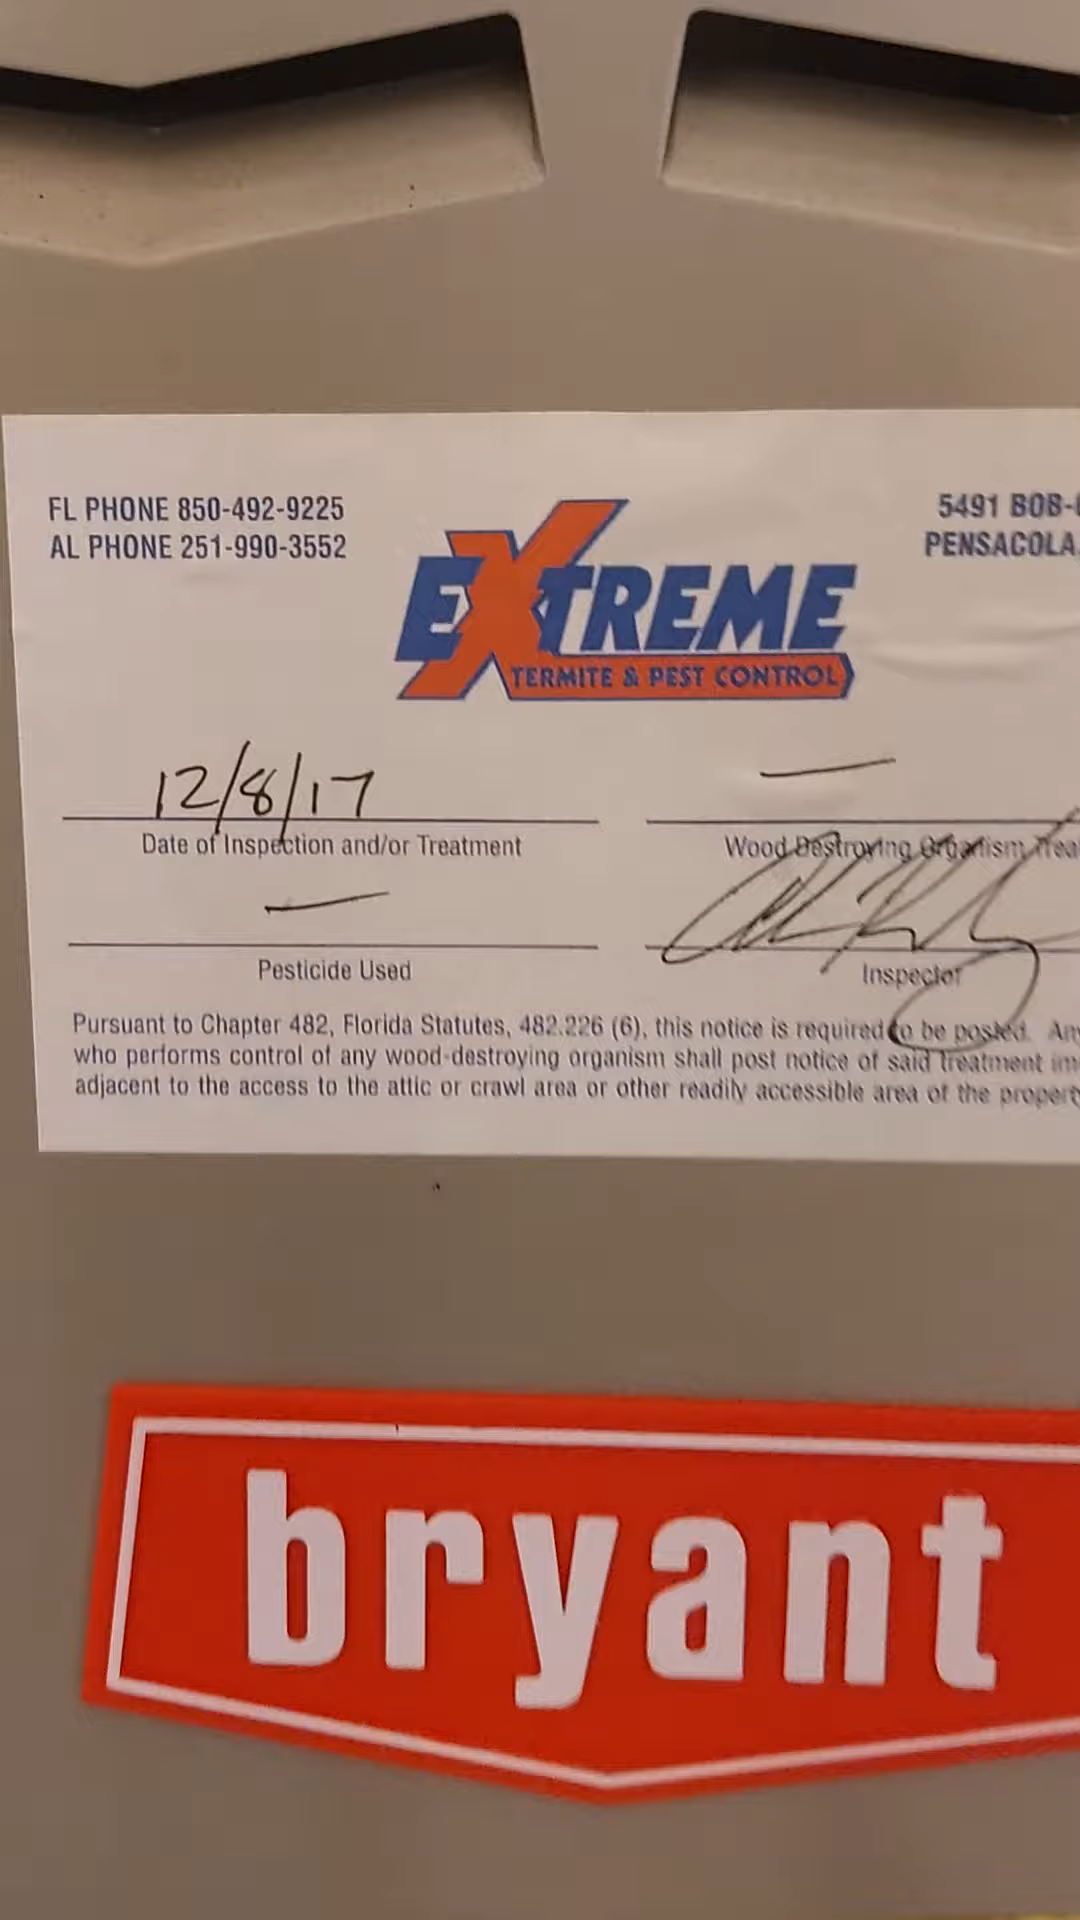 FL PHONE 850-492-9225
AL PHONE 251-990-3552
5491 BOB-
PENSACOLA
EXTREME
TERMITE & PEST CONTROL
12/8/17
—
Date of Inspection and/or Treatment
Wood Destroying Organism Trea
—
Pesticide Used
Inspector
Pursuant to Chapter 482, Florida Statutes, 482.226 (6), this notice is required to be posted. An
who performs control of any wood-destroying organism shall post notice of said treatment im
adjacent to the access to the attic or crawl area or other readily accessible area of the property
bryant